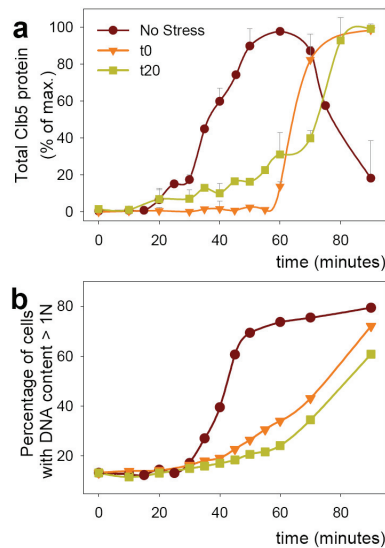 a
No Stress
t0
t20
Total Clb5 protein
(% of max.)
100
80
60
40
20
0
0 20 40 60 80
time (minutes)
b
Percentage of cells
with DNA content > 1N
80
60
40
20
0 20 40 60 80
time (minutes)